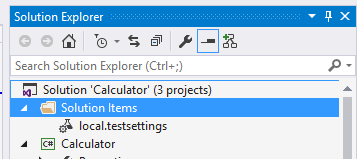 Solution Explorer
Search Solution Explorer (Ctrl+;)
Solution 'Calculator' (3 projects)
Solution Items
local.testsettings
C# Calculator